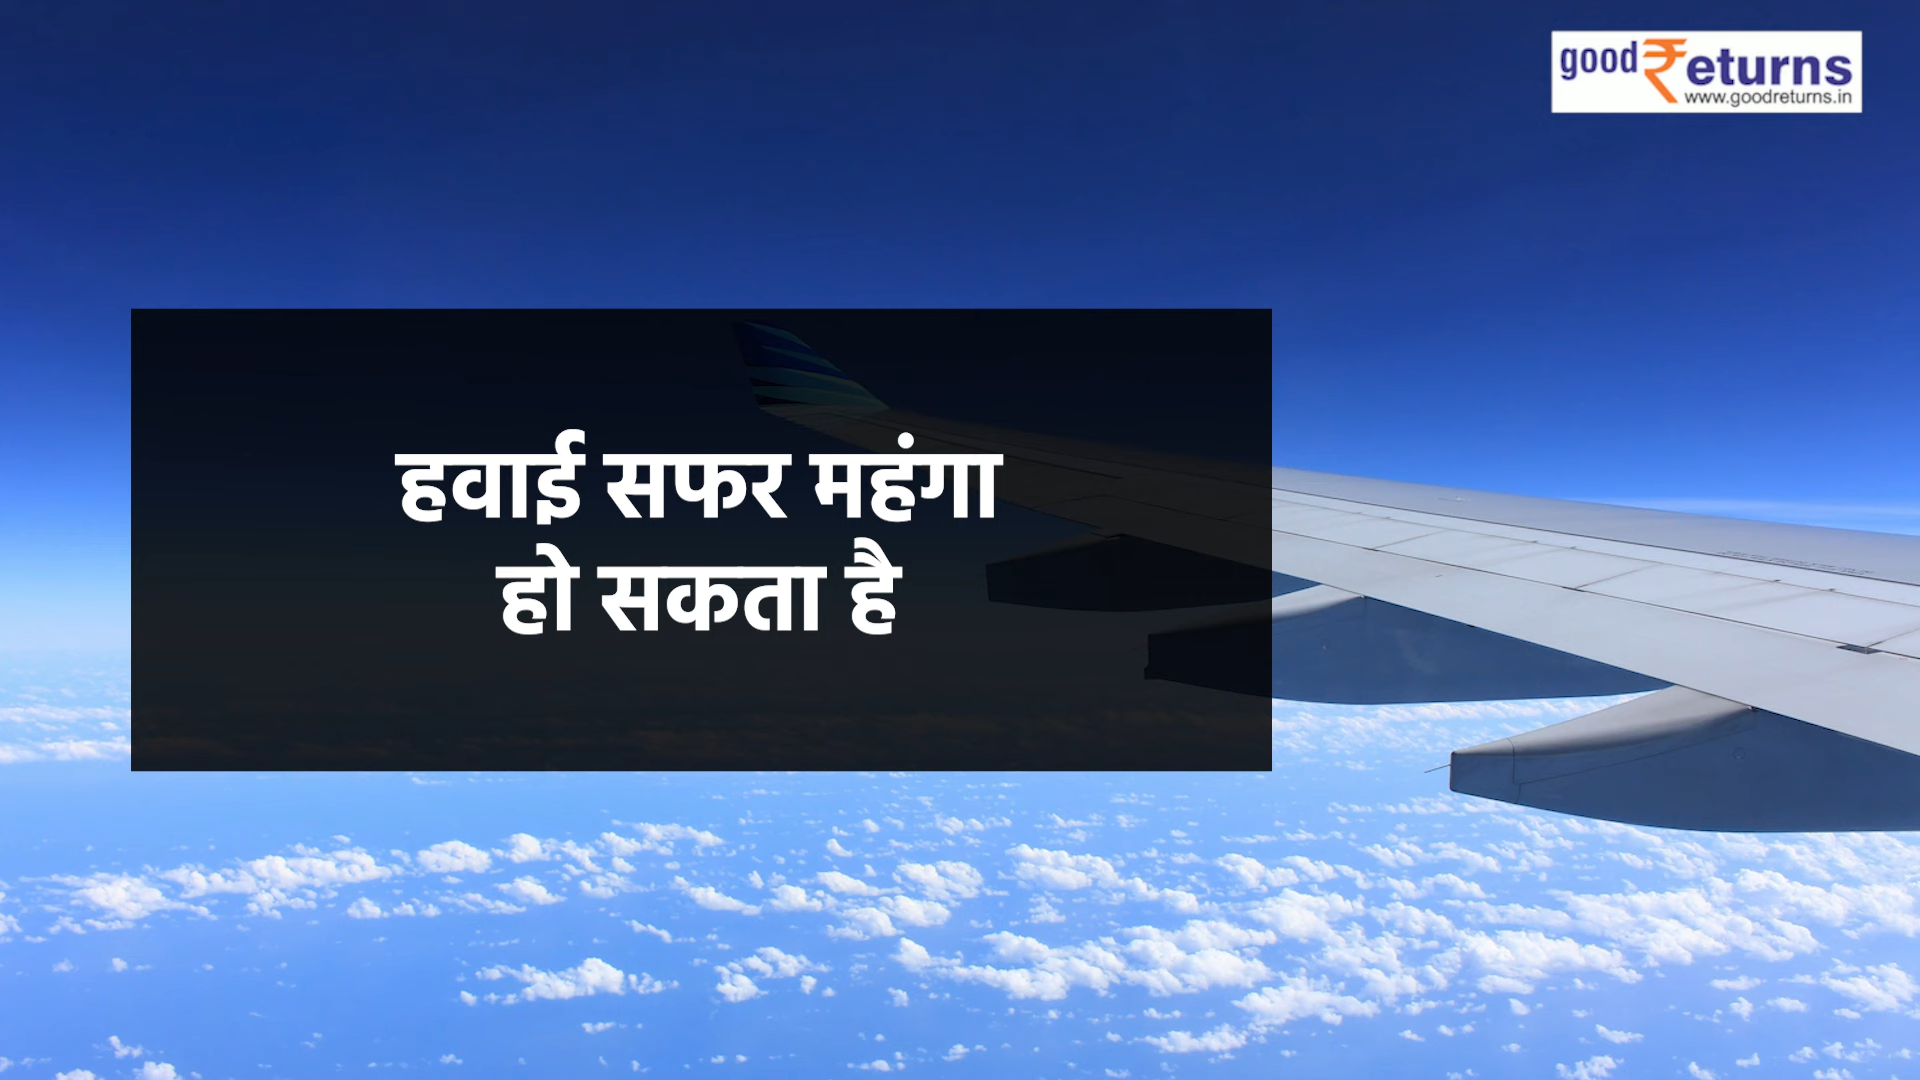 good₹eturns
www.goodreturns.in
हवाई सफर महंगा
हो सकता है